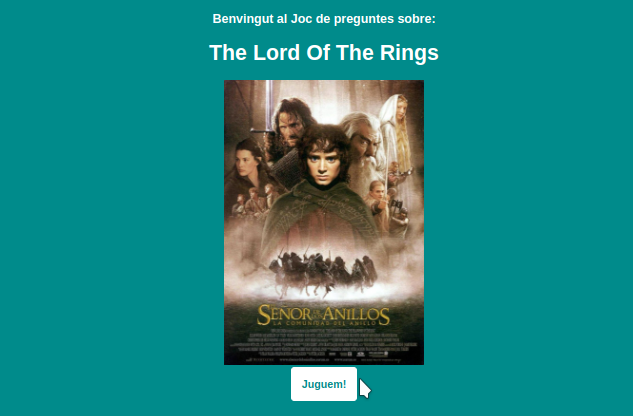 Benvingut al Joc de preguntes sobre:
The Lord Of The Rings
EL SEÑOR DE LOS ANILLOS
LA COMUNIDAD DEL ANILLO
Juguem!